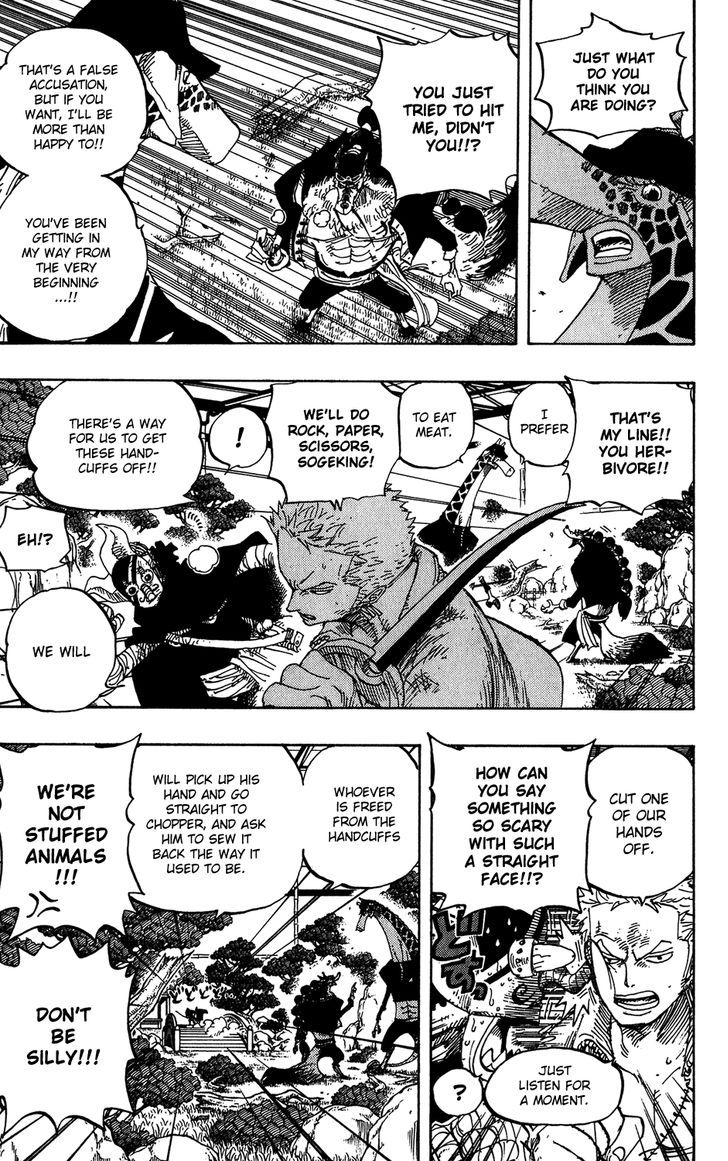 JUST WHAT
DO YOU
THINK YOU
ARE DOING?
YOU JUST
TRIED TO HIT
ME, DIDN'T
YOU!!?
THAT'S A FALSE
ACCUSATION,
BUT IF YOU
WANT, I'LL BE
MORE THAN
HAPPY TO!!
YOU'VE BEEN
GETTING IN
MY WAY FROM
THE VERY
BEGINNING
...!!
THAT'S
MY LINE!!
YOU HER-
BIVORE!!
I
PREFER
TO EAT
MEAT.
WE'LL DO
ROCK, PAPER,
SCISSORS,
SOGEKING!
!
THERE'S A WAY
FOR US TO GET
THESE HAND-
CUFFS OFF!!
EH!?
WE WILL
CUT ONE
OF OUR
HANDS
OFF.
HOW CAN
YOU SAY
SOMETHING
SO SCARY
WITH SUCH
A STRAIGHT
FACE!!?
どすっ
JUST
LISTEN FOR
A MOMENT.
?
WHOEVER
IS FREED
FROM THE
HANDCUFFS
WILL PICK UP HIS
HAND AND GO
STRAIGHT TO
CHOPPER, AND ASK
HIM TO SEW IT
BACK THE WAY IT
USED TO BE.
WE'RE
NOT
STUFFED
ANIMALS
!!!
DON'T
BE
SILLY!!!